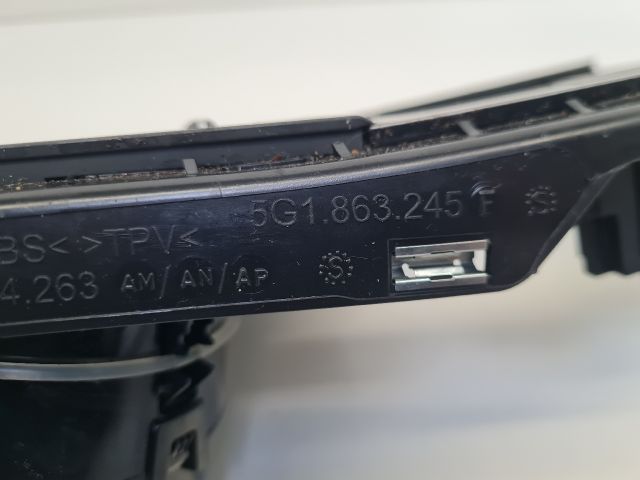 5G1.863.245 F
BS< >TPV<
4.263 AM/AN/AP
S